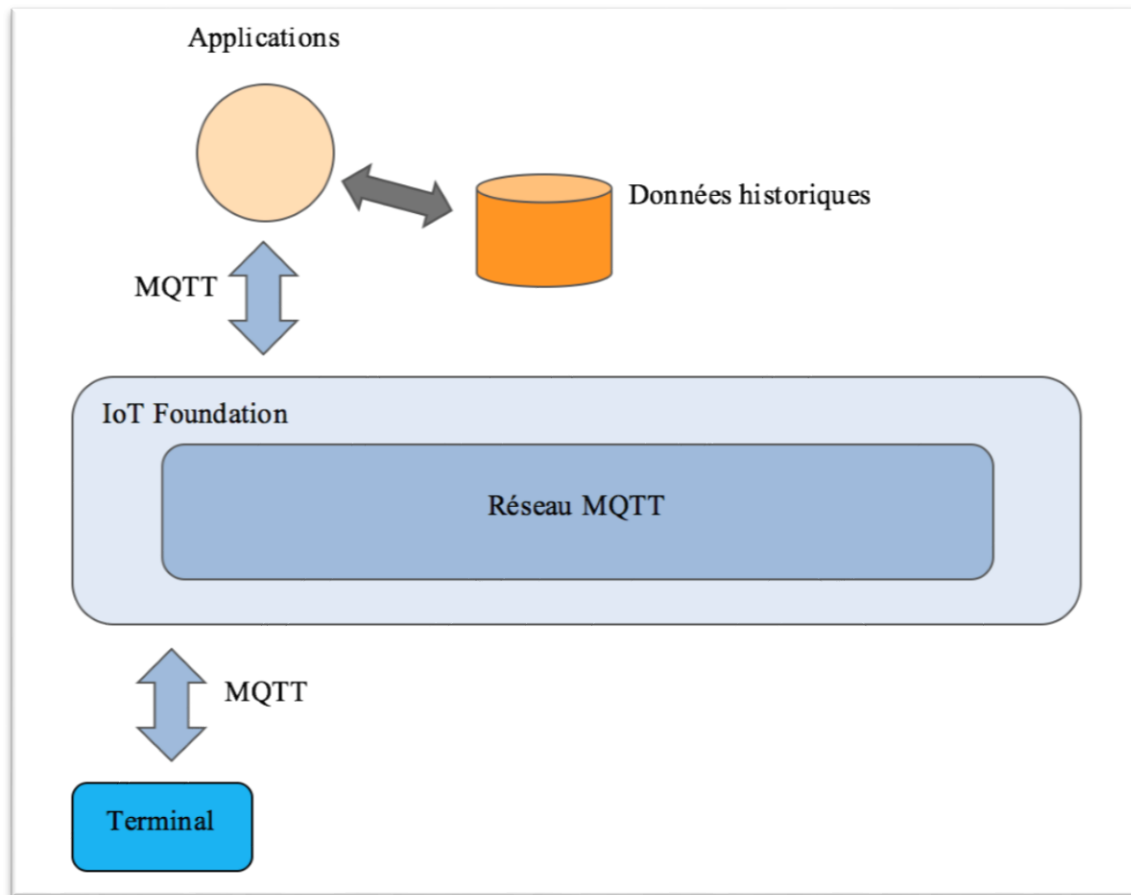 Applications
Données historiques
MQTT
IoT Foundation
Réseau MQTT
MQTT
Terminal